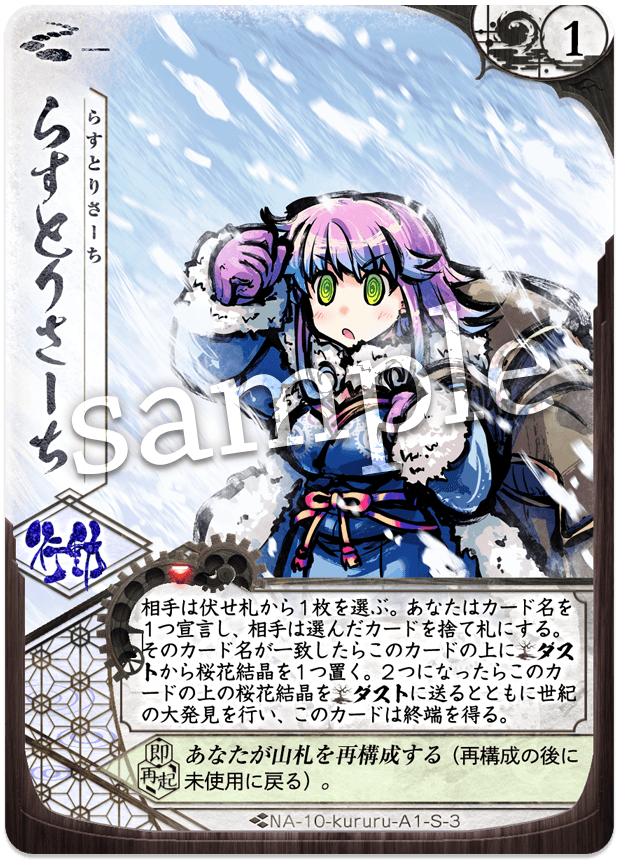 一
1
らすとりさーち
らすとりさーち
sample
行動
相手は伏せ札から1枚を選ぶ。あなたはカード名を
1つ宣言し、相手は選んだカードを捨て札にする。
そのカード名が一致したらこのカードの上にダス
トから桜花結晶を1つ置く。2つになったらこのカ
ードの上の桜花結晶をダストに送るとともに世紀
の大発見を行い、このカードは終端を得る。
即再起 あなたが山札を再構成する（再構成の後に
未使用に戻る）。
NA-10-kururu-A1-S-3